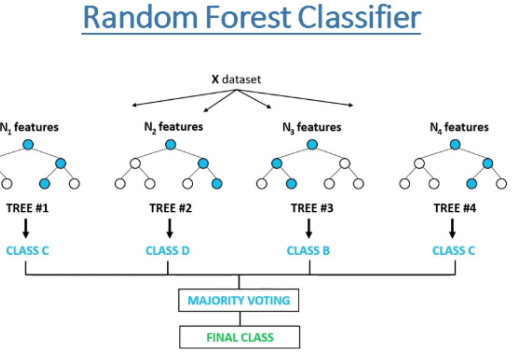 Random Forest Classifier
X dataset
N₁ features N₂ features N₃ features N₄ features
TREE #1 TREE #2 TREE #3 TREE #4
CLASS C CLASS D CLASS B CLASS C
MAJORITY VOTING
FINAL CLASS